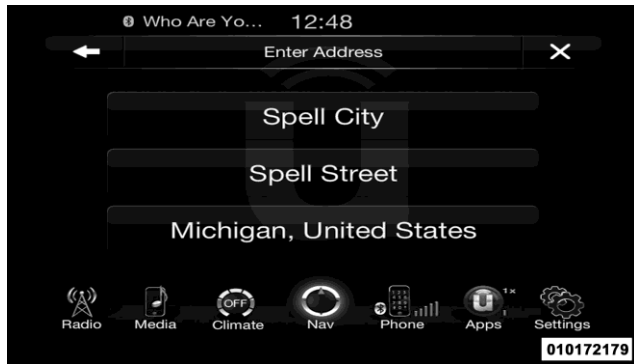 Who Are Yo... 12:48
Enter Address
Spell City
Spell Street
Michigan, United States
OFF 1x
Radio Media Climate Nav Phone Apps Settings
010172179